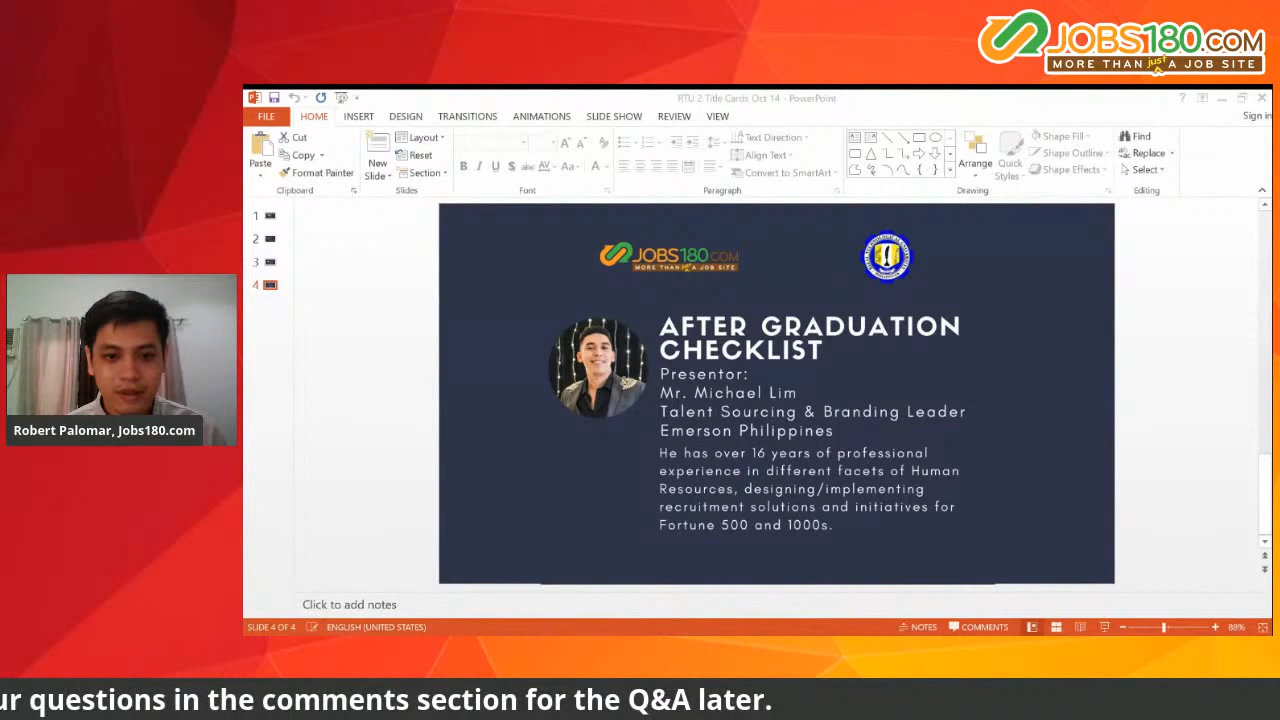 JOBS180.COM
MORE THAN just A JOB SITE
RTU 2 Title Cards Oct 14 - PowerPoint
FILE HOME INSERT DESIGN TRANSITIONS ANIMATIONS SLIDE SHOW REVIEW VIEW Sign in
Cut
Copy
Format Painter
Paste
Clipboard
New
Slide
Layout
Reset
Section
Slides
B I U S abc AV Aa A
Font
Text Direction
Align Text
Convert to SmartArt
Paragraph
Arrange
Quick
Styles
Shape Fill
Shape Outline
Shape Effects
Drawing
Find
Replace
Select
Editing
1
2
3
4
JOBS180.COM
MORE THAN just A JOB SITE
AFTER GRADUATION
CHECKLIST
Presentor:
Mr. Michael Lim
Talent Sourcing & Branding Leader
Emerson Philippines
He has over 16 years of professional
experience in different facets of Human
Resources, designing/implementing
recruitment solutions and initiatives for
Fortune 500 and 1000s.
Robert Palomar, Jobs180.com
Click to add notes
SLIDE 4 OF 4 ENGLISH (UNITED STATES) NOTES COMMENTS 88%
ur questions in the comments section for the Q&A later.